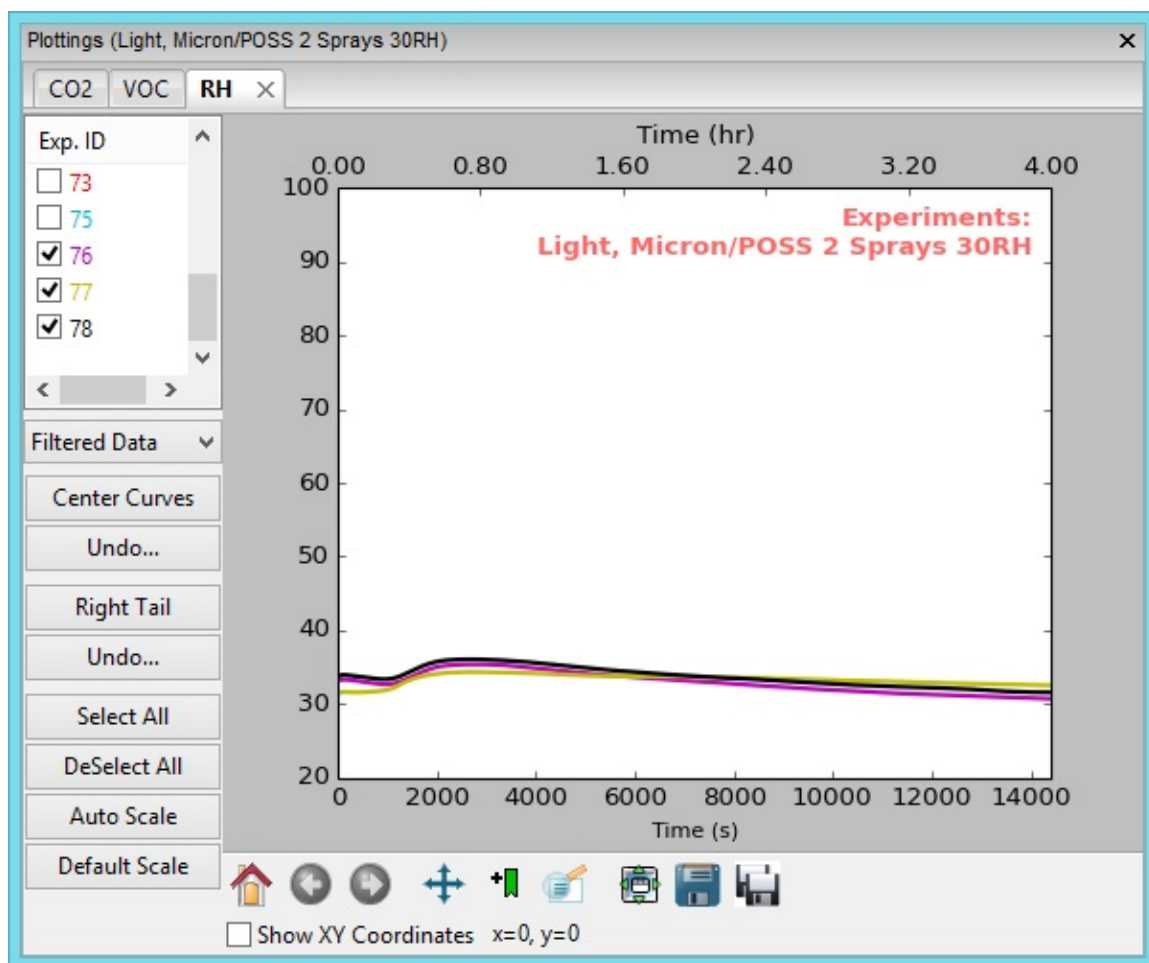 Plottings (Light, Micron/POSS 2 Sprays 30RH)
CO2 VOC RH
Exp. ID
73
75
76
77
78
Filtered Data
Center Curves
Undo...
Right Tail
Undo...
Select All
DeSelect All
Auto Scale
Default Scale
Time (hr)
0.00 0.80 1.60 2.40 3.20 4.00
Experiments:
Light, Micron/POSS 2 Sprays 30RH
100
90
80
70
60
50
40
30
20
0 2000 4000 6000 8000 10000 12000 14000
Time (s)
Show XY Coordinates x=0, y=0